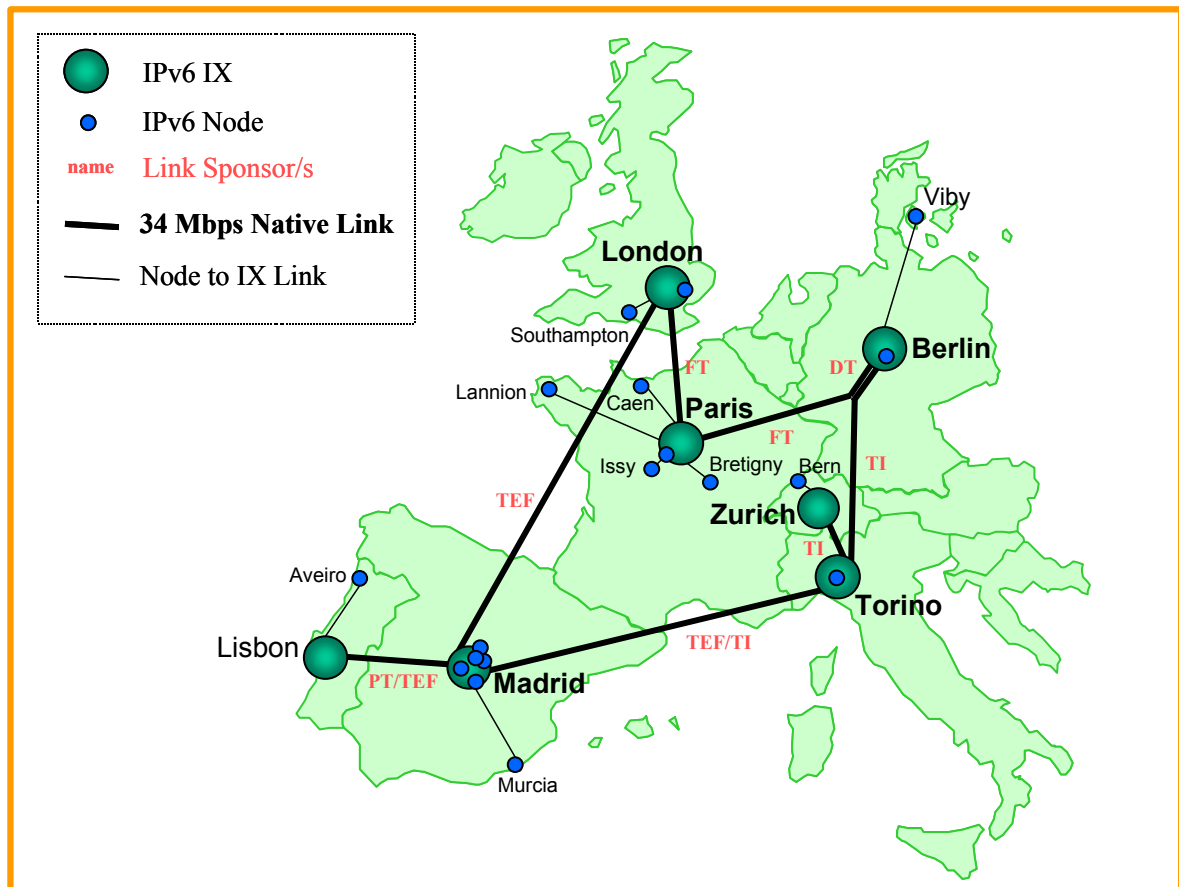 IPv6 IX
IPv6 Node
name Link Sponsor/s
34 Mbps Native Link
Node to IX Link
Viby
London
Southampton
Berlin
DT
FT
Lannion
Caen
Paris
FT
Issy
Bretigny
Bern
TI
TEF
Zurich
TI
Aveiro
Torino
Lisbon
TEF/TI
PT/TEF
Madrid
Murcia